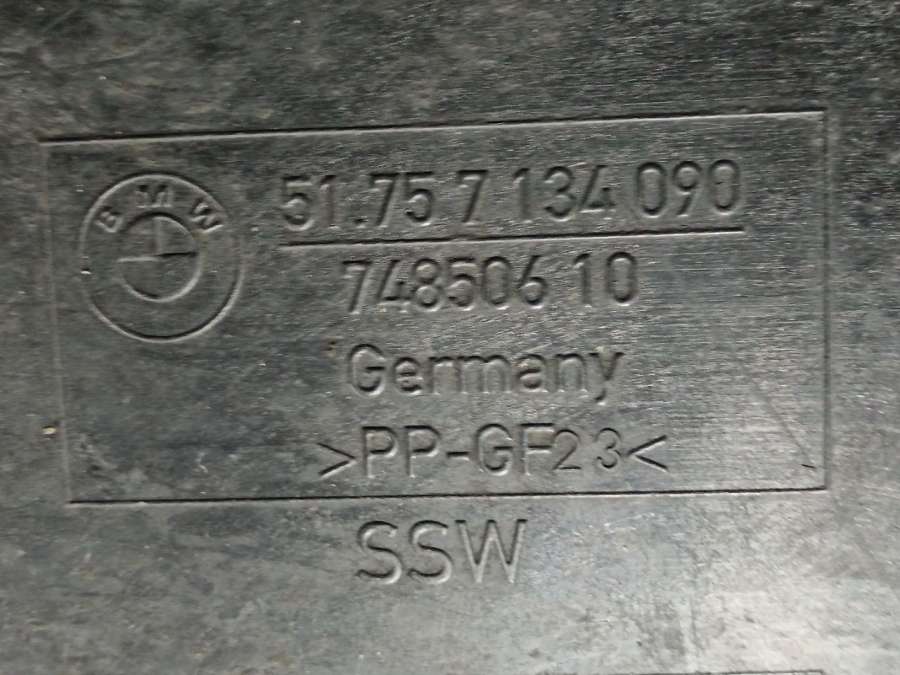 BMW
51.75 7 134 090
748506 10
Germany
>PP-GF23<
SSW